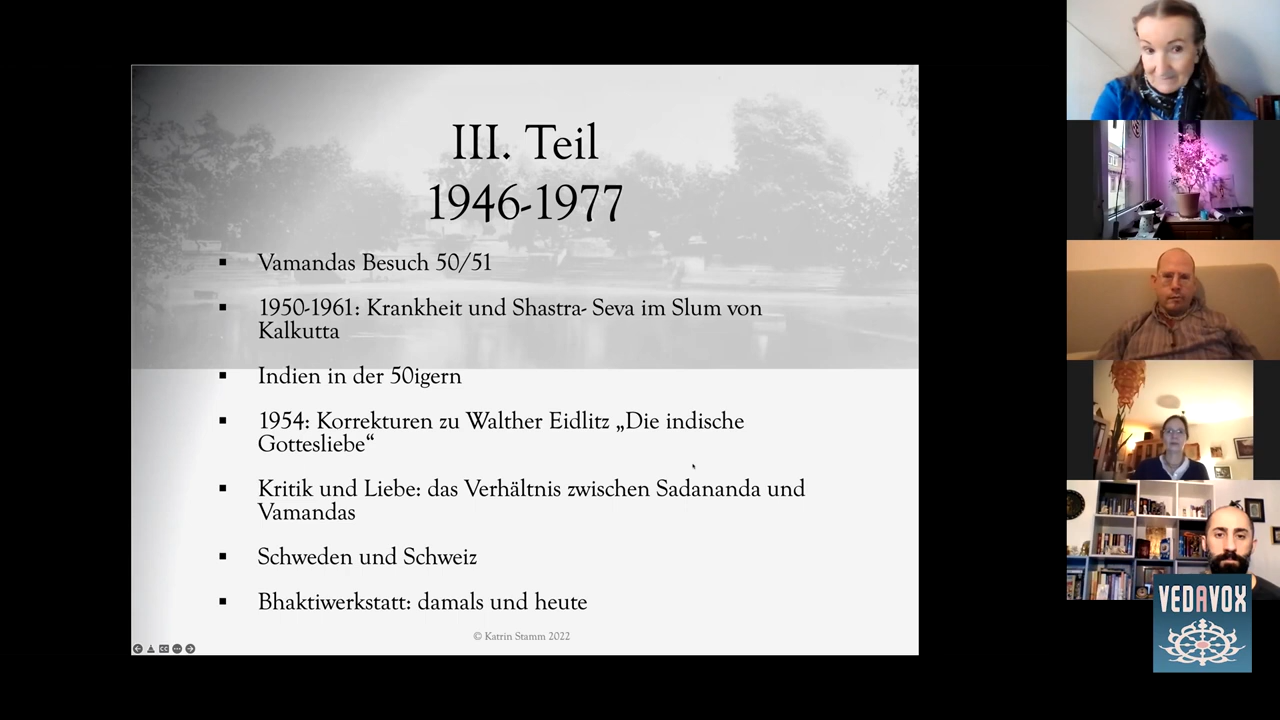 III. Teil
1946-1977
▪ Vamandas Besuch 50/51
▪ 1950-1961: Krankheit und Shastra- Seva im Slum von
Kalkutta
▪ Indien in der 50igern
▪ 1954: Korrekturen zu Walther Eidlitz „Die indische
Gottesliebe“
▪ Kritik und Liebe: das Verhältnis zwischen Sadananda und
Vamandas
▪ Schweden und Schweiz
▪ Bhaktiwerkstatt: damals und heute
© Katrin Stamm 2022
VEDAVOX